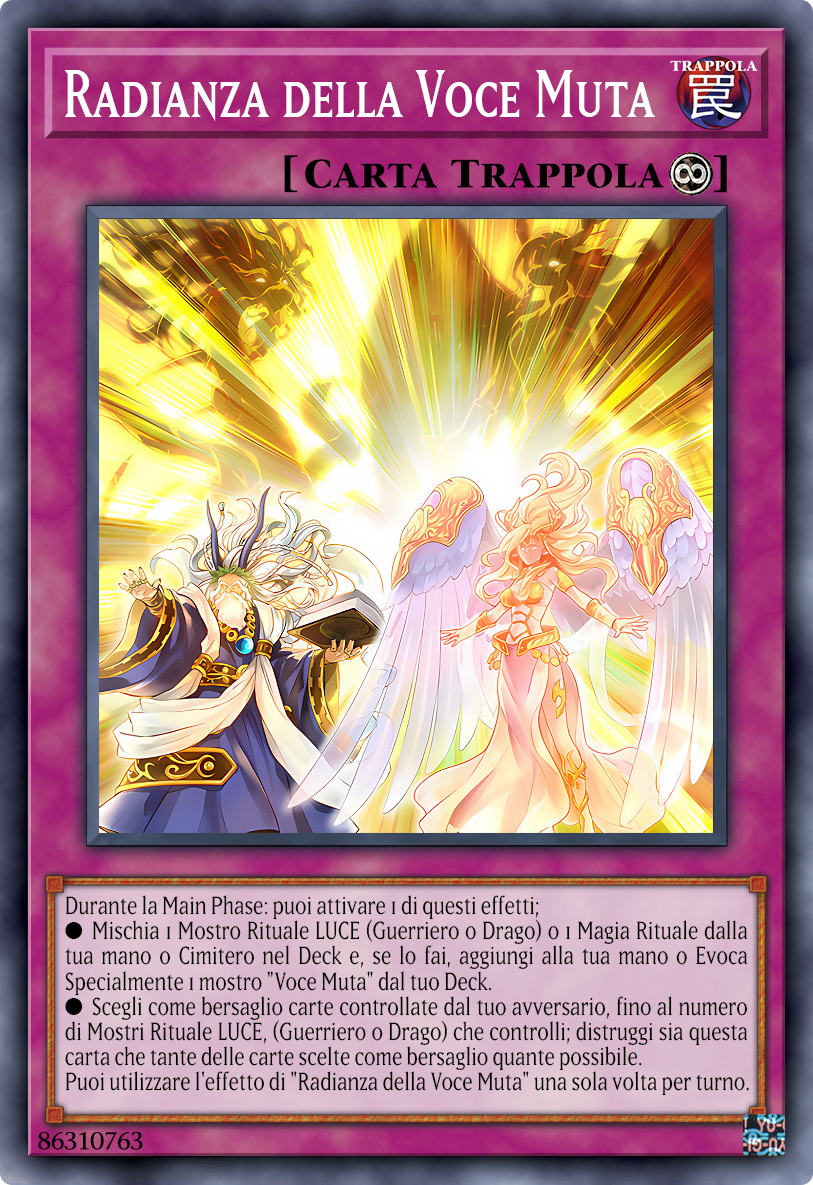 Radianza della Voce Muta
TRAPPOLA
罠
[Carta Trappola∞]
Durante la Main Phase: puoi attivare 1 di questi effetti;
● Mischia 1 Mostro Rituale LUCE (Guerriero o Drago) o 1 Magia Rituale dalla
tua mano o Cimitero nel Deck e, se lo fai, aggiungi alla tua mano o Evoca
Specialmente 1 mostro "Voce Muta" dal tuo Deck.
● Scegli come bersaglio carte controllate dal tuo avversario, fino al numero
di Mostri Rituale LUCE, (Guerriero o Drago) che controlli; distruggi sia questa
carta che tante delle carte scelte come bersaglio quante possibile.
Puoi utilizzare l'effetto di "Radianza della Voce Muta" una sola volta per turno.
86310763